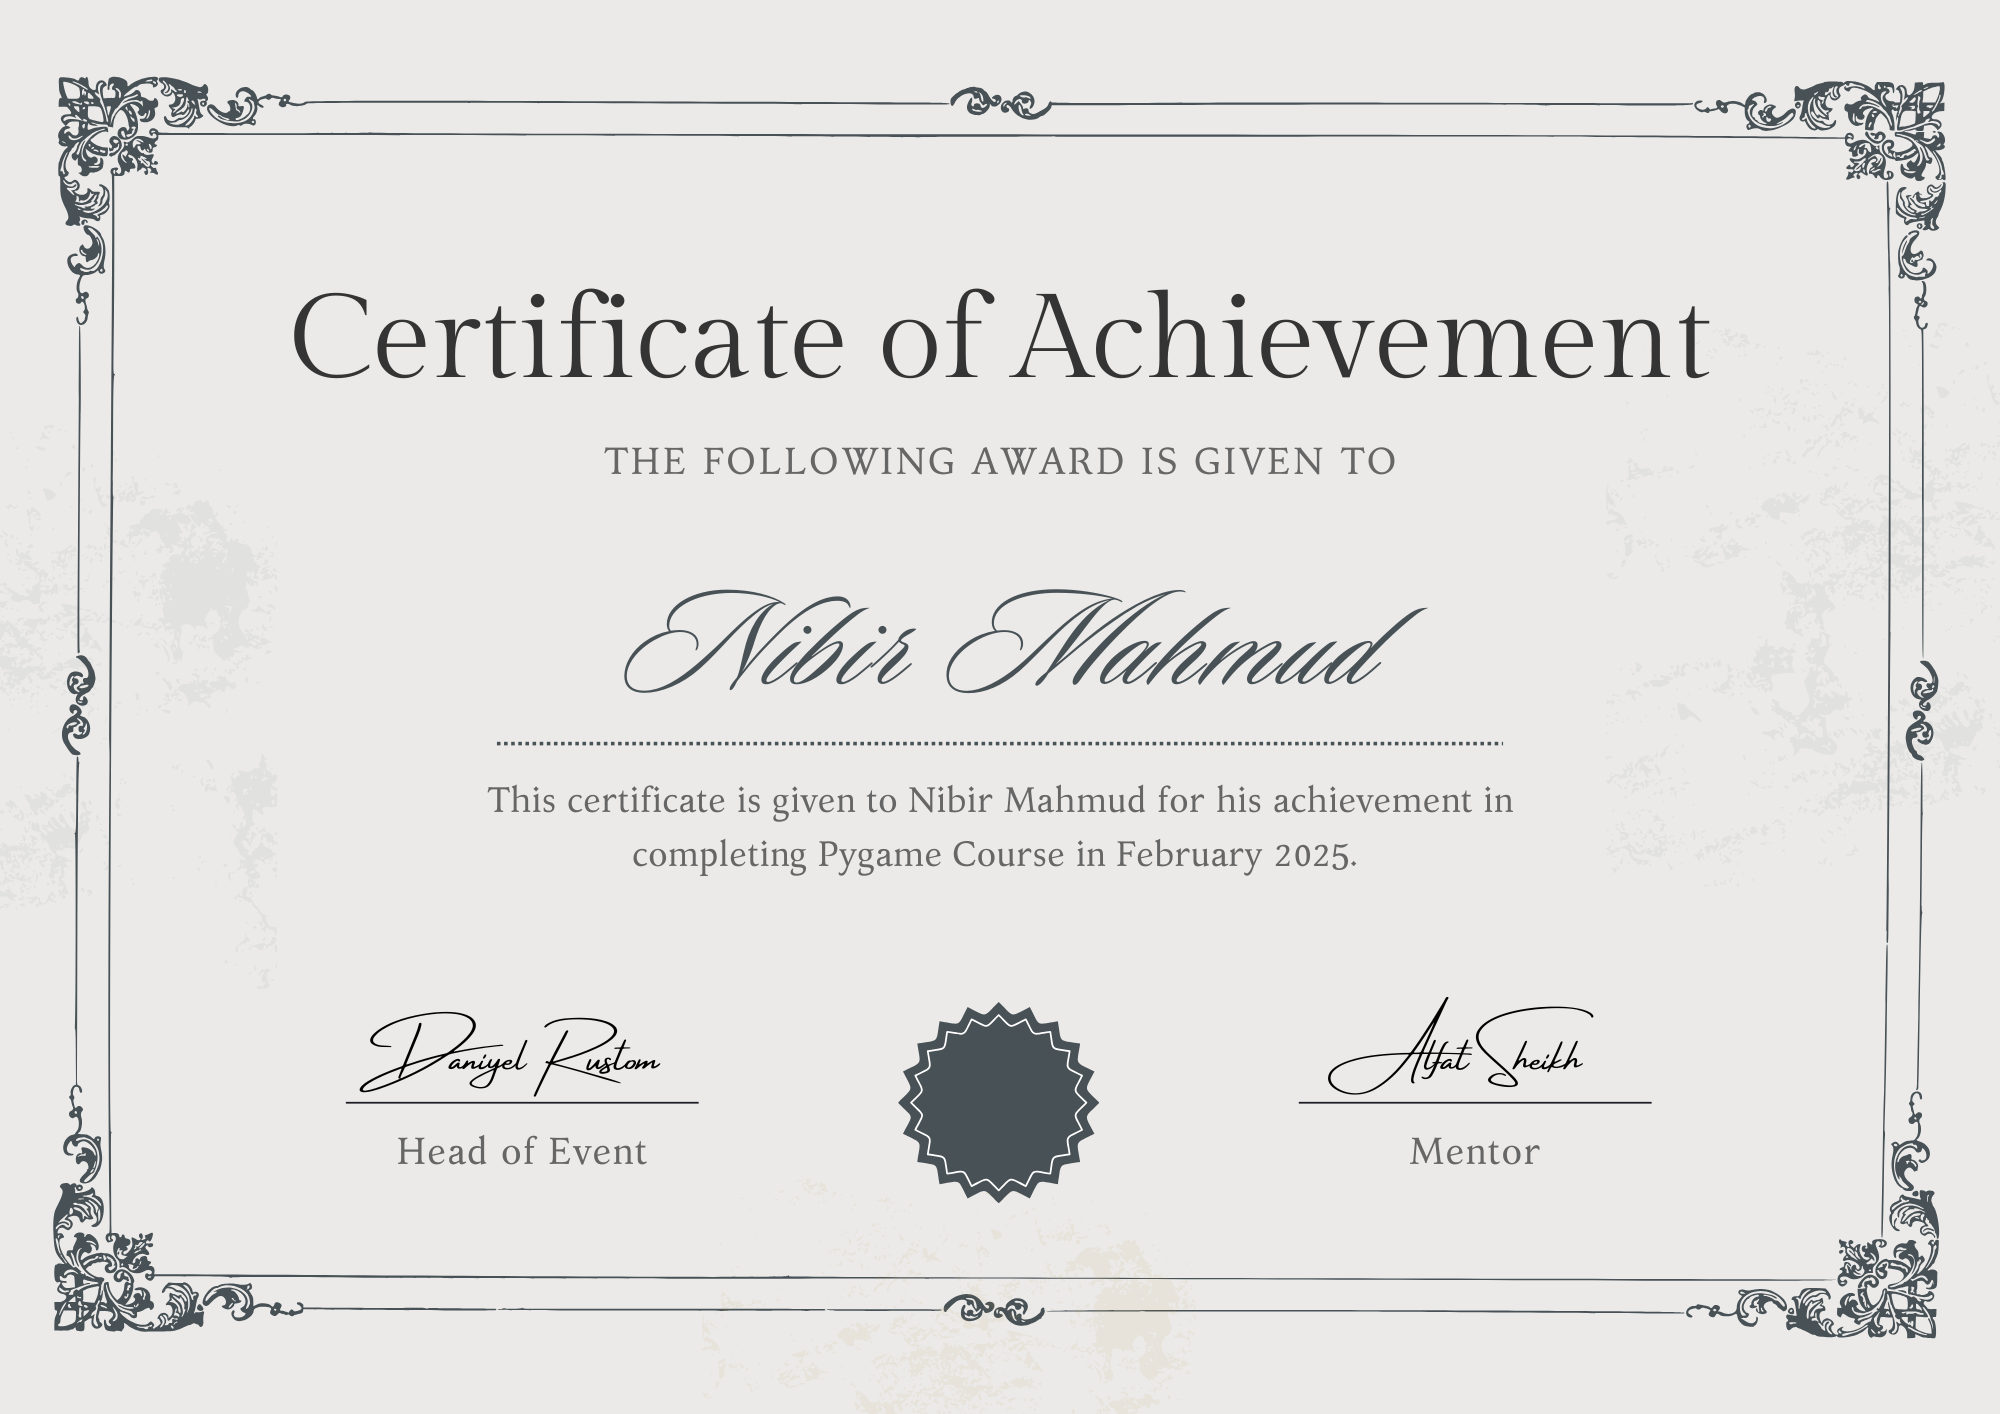 Certificate of Achievement
THE FOLLOWING AWARD IS GIVEN TO
Nibir Mahmud
This certificate is given to Nibir Mahmud for his achievement in
completing Pygame Course in February 2025.
Daniyel Rustom
Alfat Sheikh
Head of Event
Mentor